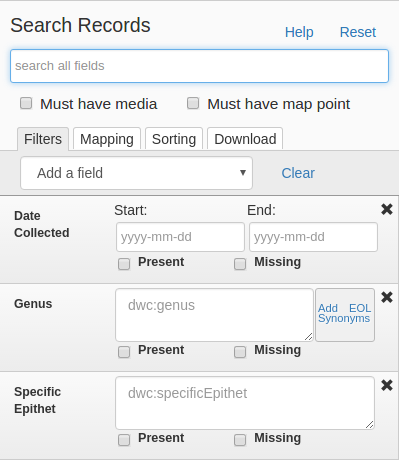 Search Records Help Reset
search all fields
Must have media Must have map point
Filters Mapping Sorting Download
Add a field Clear
Date Collected Start: End:
yyyy-mm-dd yyyy-mm-dd
Present Missing
Genus dwc:genus Add EOL Synonyms
Present Missing
Specific Epithet dwc:specificEpithet
Present Missing